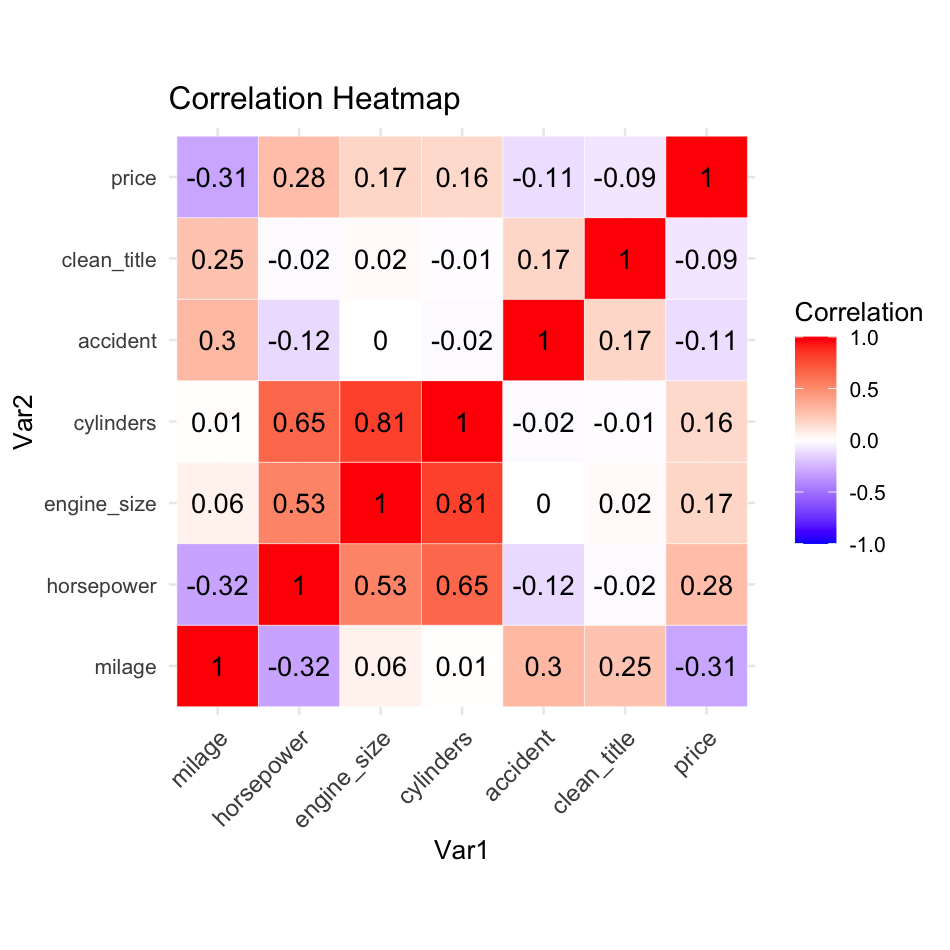 Correlation Heatmap
price -0.31 0.28 0.17 0.16 -0.11 -0.09 1
clean_title 0.25 -0.02 0.02 -0.01 0.17 1 -0.09
accident 0.3 -0.12 0 -0.02 1 0.17 -0.11
cylinders 0.01 0.65 0.81 1 -0.02 -0.01 0.16
engine_size 0.06 0.53 1 0.81 0 0.02 0.17
horsepower -0.32 1 0.53 0.65 -0.12 -0.02 0.28
milage 1 -0.32 0.06 0.01 0.3 0.25 -0.31
milage horsepower engine_size cylinders accident clean_title price
Var1
Var2
Correlation
1.0
0.5
0.0
-0.5
-1.0